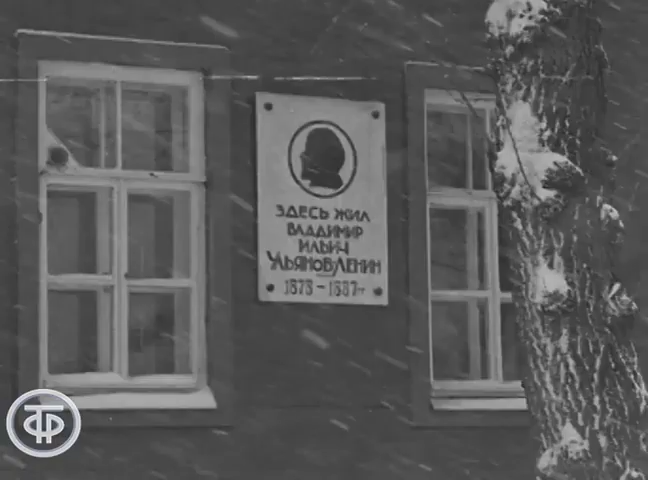 ЗДЕСЬ ЖИЛ
ВЛАДИМИР
ИЛЬИЧ
УЛЬЯНОВ-ЛЕНИН
1878 – 1887 гг